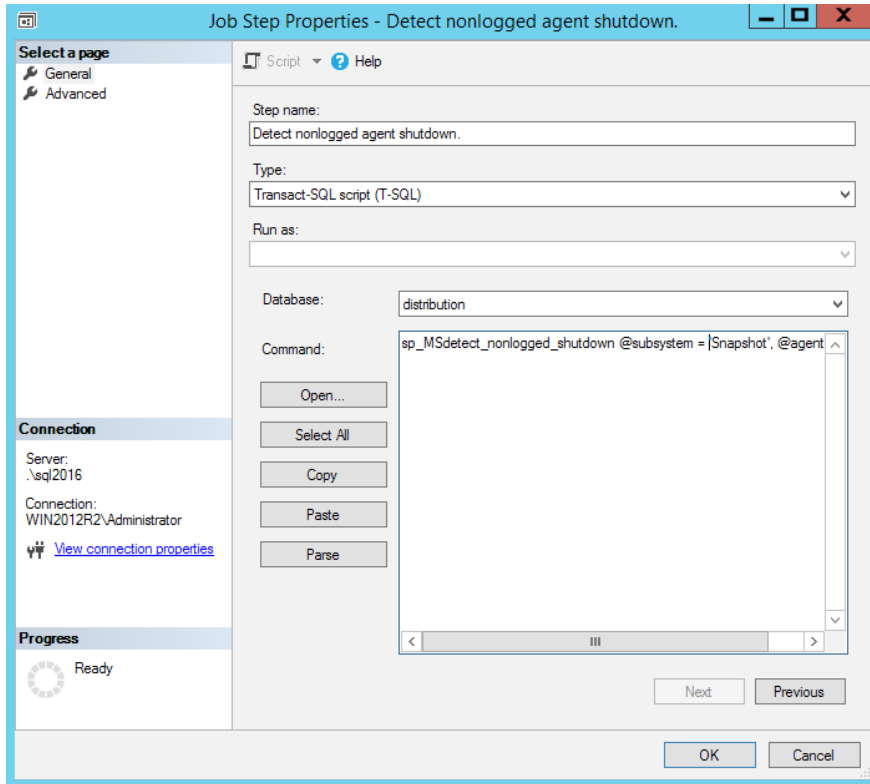 Job Step Properties - Detect nonlogged agent shutdown.
Select a page
General
Advanced
Script
Help
Step name:
Detect nonlogged agent shutdown.
Type:
Transact-SQL script (T-SQL)
Run as:
Database:
distribution
Command:
sp_MSdetect_nonlogged_shutdown @subsystem = 'Snapshot', @agent
Open...
Select All
Copy
Paste
Parse
Connection
Server:
.\sql2016
Connection:
WIN2012R2\Administrator
View connection properties
Progress
Ready
Next
Previous
OK
Cancel